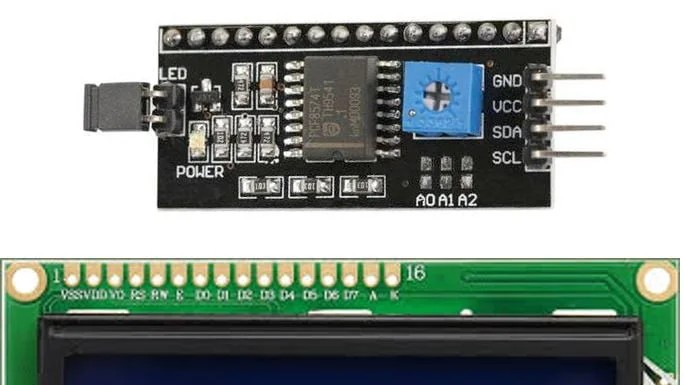 LED
GND
VCC
SDA
SCL
PCF8574T
POWER
A0 A1 A2
1
16
VSS VDD VO RS RW E D0 D1 D2 D3 D4 D5 D6 D7 A K